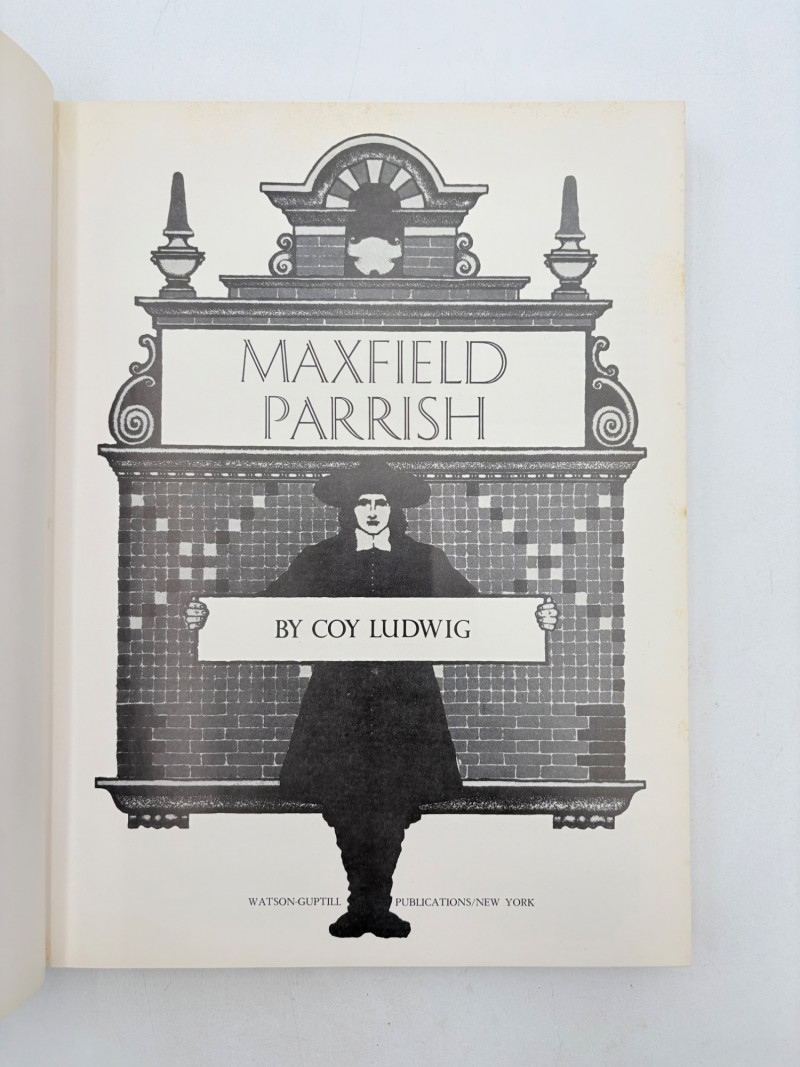 MAXFIELD
PARRISH
BY COY LUDWIG
WATSON-GUPTILL PUBLICATIONS/NEW YORK